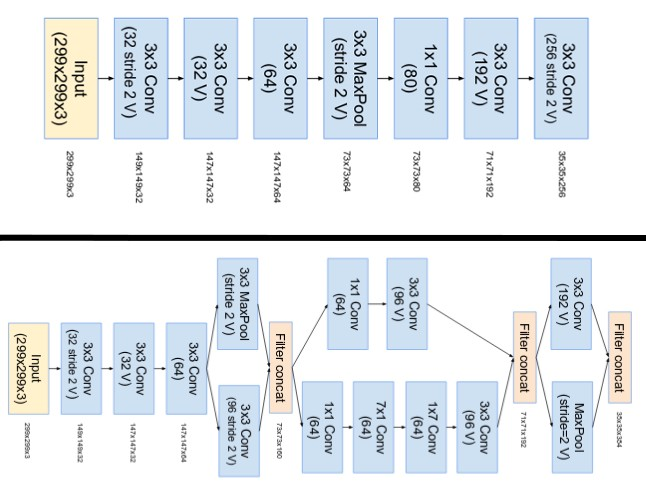 Input
(299x299x3)
3x3 Conv
(32 stride 2 V)
3x3 Conv
(32 V)
3x3 Conv
(64)
3x3 MaxPool
(stride 2 V)
1x1 Conv
(80)
3x3 Conv
(192 V)
3x3 Conv
(256 stride 2 V)
299x299x3
149x149x32
147x147x32
147x147x64
73x73x64
73x73x80
71x71x192
35x35x256
Input
(299x299x3)
3x3 Conv
(32 stride 2 V)
3x3 Conv
(32 V)
3x3 Conv
(64)
3x3 MaxPool
(stride 2 V)
3x3 Conv
(96 stride 2 V)
Filter concat
1x1 Conv
(64)
3x3 Conv
(96 V)
1x1 Conv
(64)
7x1 Conv
(64)
1x7 Conv
(64)
3x3 Conv
(96 V)
Filter concat
3x3 Conv
(192 V)
MaxPool
(stride=2 V)
Filter concat
299x299x3
149x149x32
147x147x32
147x147x64
73x73x160
71x71x192
35x35x384